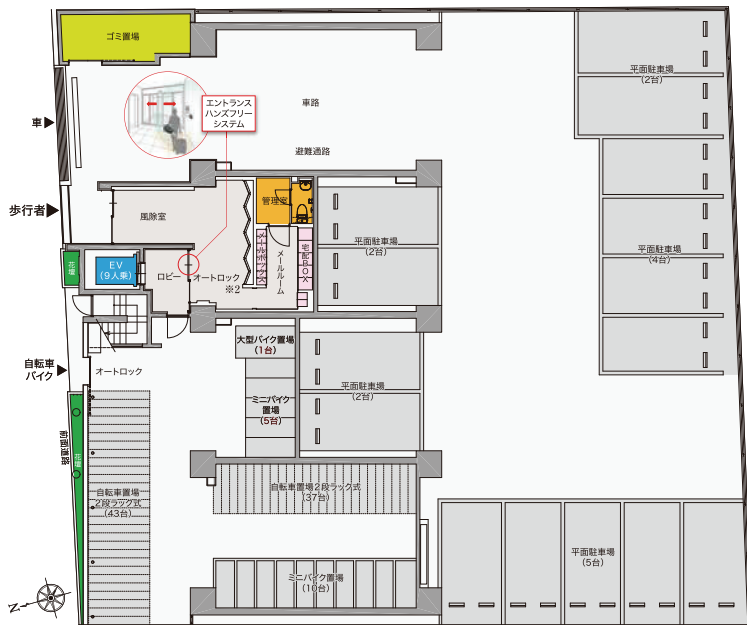 ゴミ置場
エントランス
ハンズフリー
システム
車路
避難通路
平面駐車場
(2台)
車▶
歩行者▶
風除室
管理室
平面駐車場
(2台)
平面駐車場
(4台)
花壇
EV
(9人乗)
ロビー
オートロック
※2
メールボックス
メールルーム
宅配BOX
大型バイク置場
(1台)
ミニバイク
置場
(5台)
平面駐車場
(2台)
自転車
バイク▶
オートロック
前面道路
花壇
自転車置場
2段ラック式
(43台)
自転車置場2段ラック式
(37台)
ミニバイク置場
(10台)
平面駐車場
(5台)
N